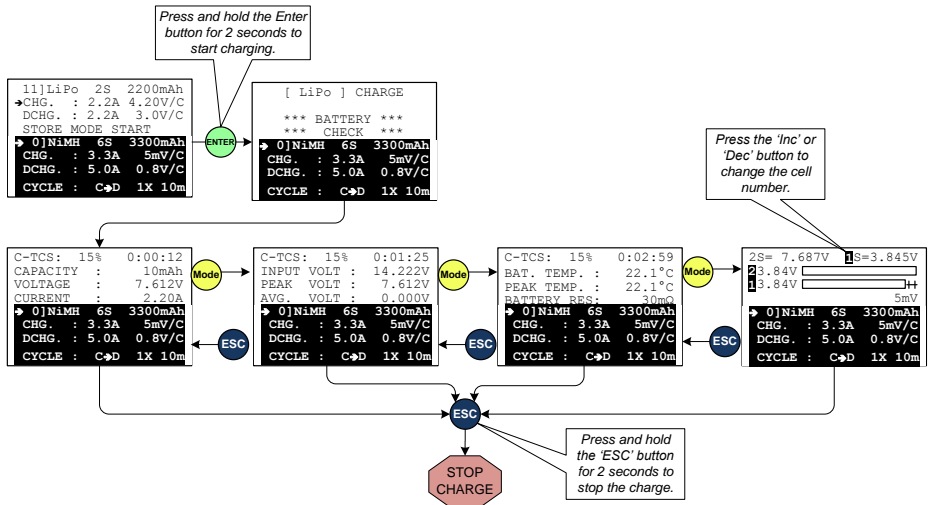 Press and hold the Enter
button for 2 seconds to
start charging.
11]LiPo 2S 2200mAh
➔CHG. : 2.2A 4.20V/C
DCHG. : 2.2A 3.0V/C
STORE MODE START
➔ 0]NiMH 6S 3300mAh
CHG. : 3.3A 5mV/C
DCHG. : 5.0A 0.8V/C
CYCLE : C➔D 1X 10m
ENTER
[ LiPo ] CHARGE
*** BATTERY ***
*** CHECK ***
➔ 0]NiMH 6S 3300mAh
CHG. : 3.3A 5mV/C
DCHG. : 5.0A 0.8V/C
CYCLE : C➔D 1X 10m
Press the 'Inc' or
'Dec' button to
change the cell
number.
C-TCS: 15% 0:00:12
CAPACITY : 10mAh
VOLTAGE : 7.612V
CURRENT : 2.20A
➔ 0]NiMH 6S 3300mAh
CHG. : 3.3A 5mV/C
DCHG. : 5.0A 0.8V/C
CYCLE : C➔D 1X 10m
Mode
ESC
C-TCS: 15% 0:01:25
INPUT VOLT : 14.222V
PEAK VOLT : 7.612V
AVG. VOLT : 0.000V
➔ 0]NiMH 6S 3300mAh
CHG. : 3.3A 5mV/C
DCHG. : 5.0A 0.8V/C
CYCLE : C➔D 1X 10m
Mode
ESC
C-TCS: 15% 0:02:59
BAT. TEMP. : 22.1°C
PEAK TEMP. : 22.1°C
BATTERY RES: 30mΩ
➔ 0]NiMH 6S 3300mAh
CHG. : 3.3A 5mV/C
DCHG. : 5.0A 0.8V/C
CYCLE : C➔D 1X 10m
Mode
ESC
2S= 7.687V 1S=3.845V
2 3.84V
1 3.84V
5mV
➔ 0]NiMH 6S 3300mAh
CHG. : 3.3A 5mV/C
DCHG. : 5.0A 0.8V/C
CYCLE : C➔D 1X 10m
ESC
Press and hold
the 'ESC' button
for 2 seconds to
stop the charge.
STOP
CHARGE